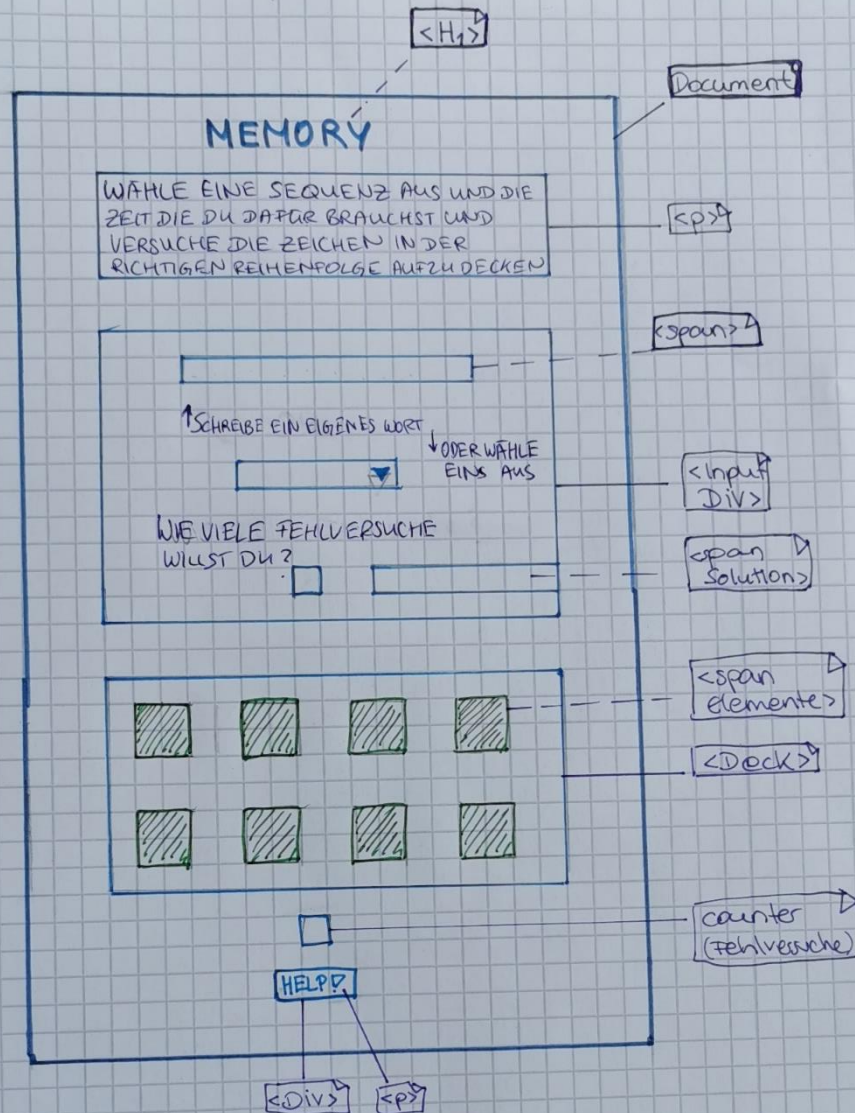 <H1>
Document
MEMORY
WÄHLE EINE SEQUENZ AUS UND DIE
ZEIT DIE DU DAFÜR BRAUCHST UND
VERSUCHE DIE ZEICHEN IN DER
RICHTIGEN REIHENFOLGE AUFZUDECKEN
<p>
<span>
↑SCHREIBE EIN EIGENES WORT
↓ODER WÄHLE
EINS AUS
<Input
Div>
WIE VIELE FEHLVERSUCHE
WILLST DU?
<span
Solution>
<span
elemente>
<Deck>
counter
(Fehlversuche)
HELP!
<Div>
<p>